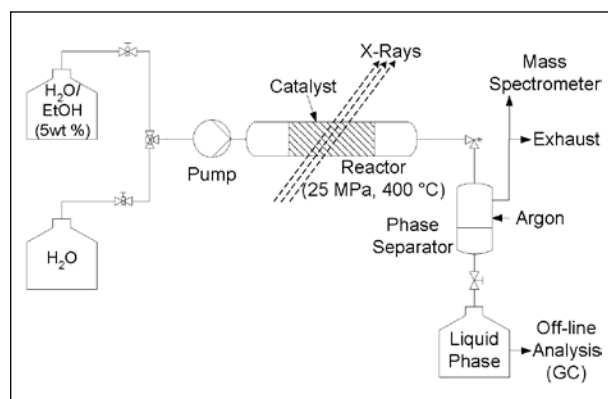 H₂O/
EtOH
(5wt %)
H₂O
Pump
Catalyst
X-Rays
Reactor
(25 MPa, 400 °C)
Mass
Spectrometer
Exhaust
Argon
Phase
Separator
Liquid
Phase
Off-line
Analysis
(GC)